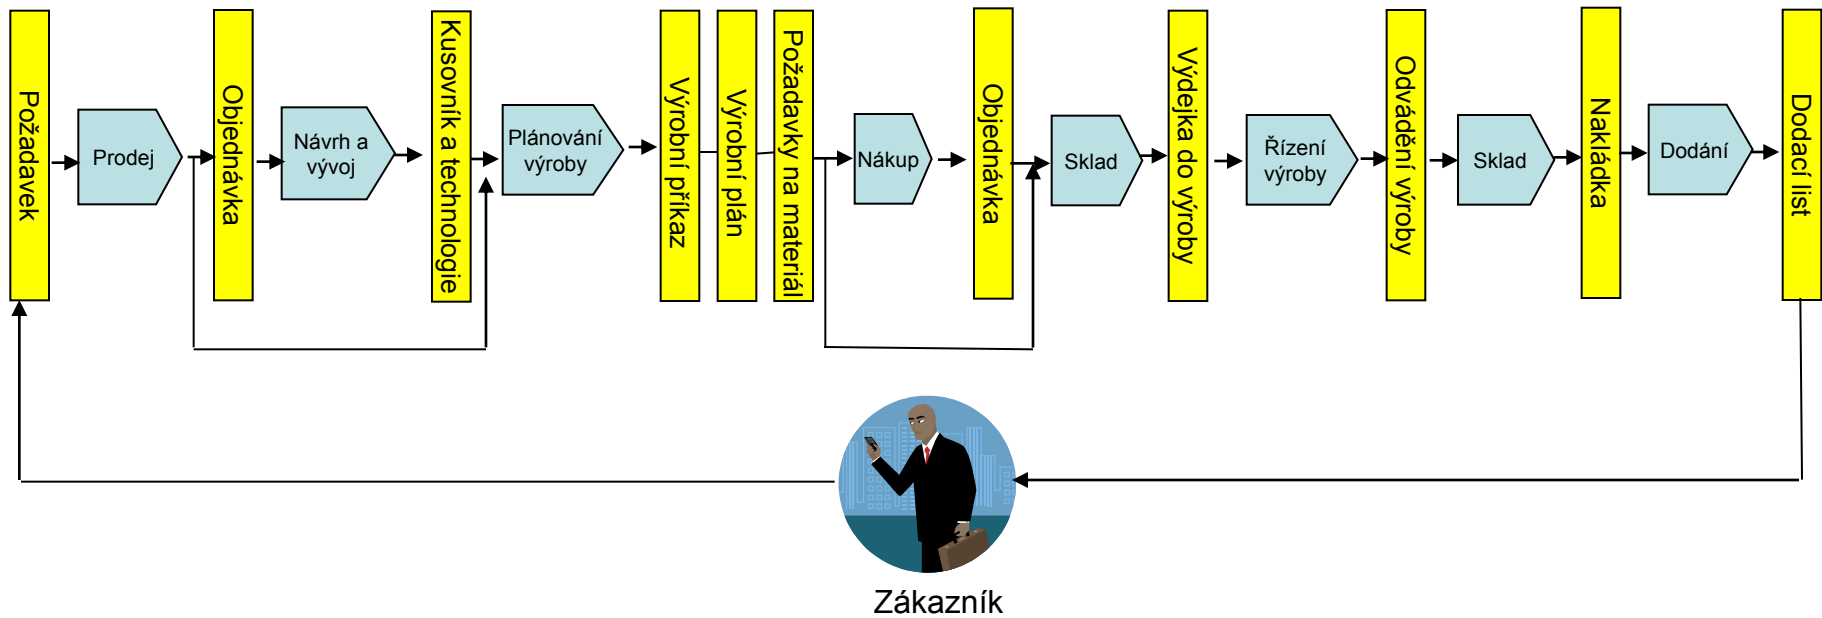 Požadavek
Prodej
Objednávka
Návrh a
vývoj
Kusovník a technologie
Plánování
výroby
Výrobní příkaz
Výrobní plán
Požadavky na materiál
Nákup
Objednávka
Sklad
Výdejka do výroby
Řízení
výroby
Odvádění výroby
Sklad
Nakládka
Dodání
Dodací list
Zákazník